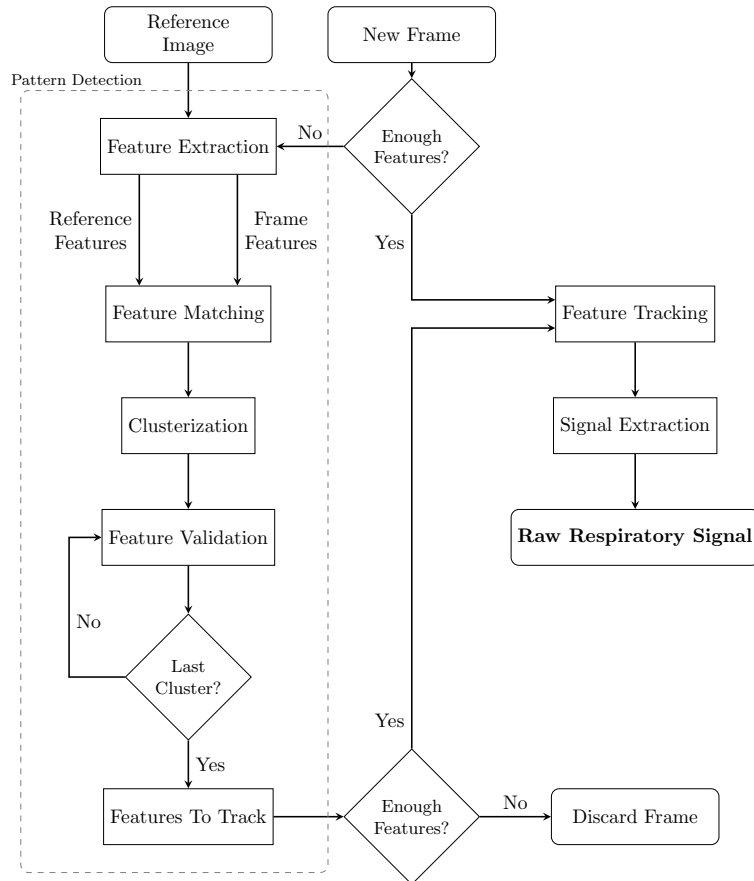 Reference
Image
New Frame
Pattern Detection
Feature Extraction
No
Enough
Features?
Reference
Features
Frame
Features
Yes
Feature Matching
Feature Tracking
Clusterization
Signal Extraction
Feature Validation
Raw Respiratory Signal
No
Last
Cluster?
Yes
Yes
Features To Track
Enough
Features?
No
Discard Frame